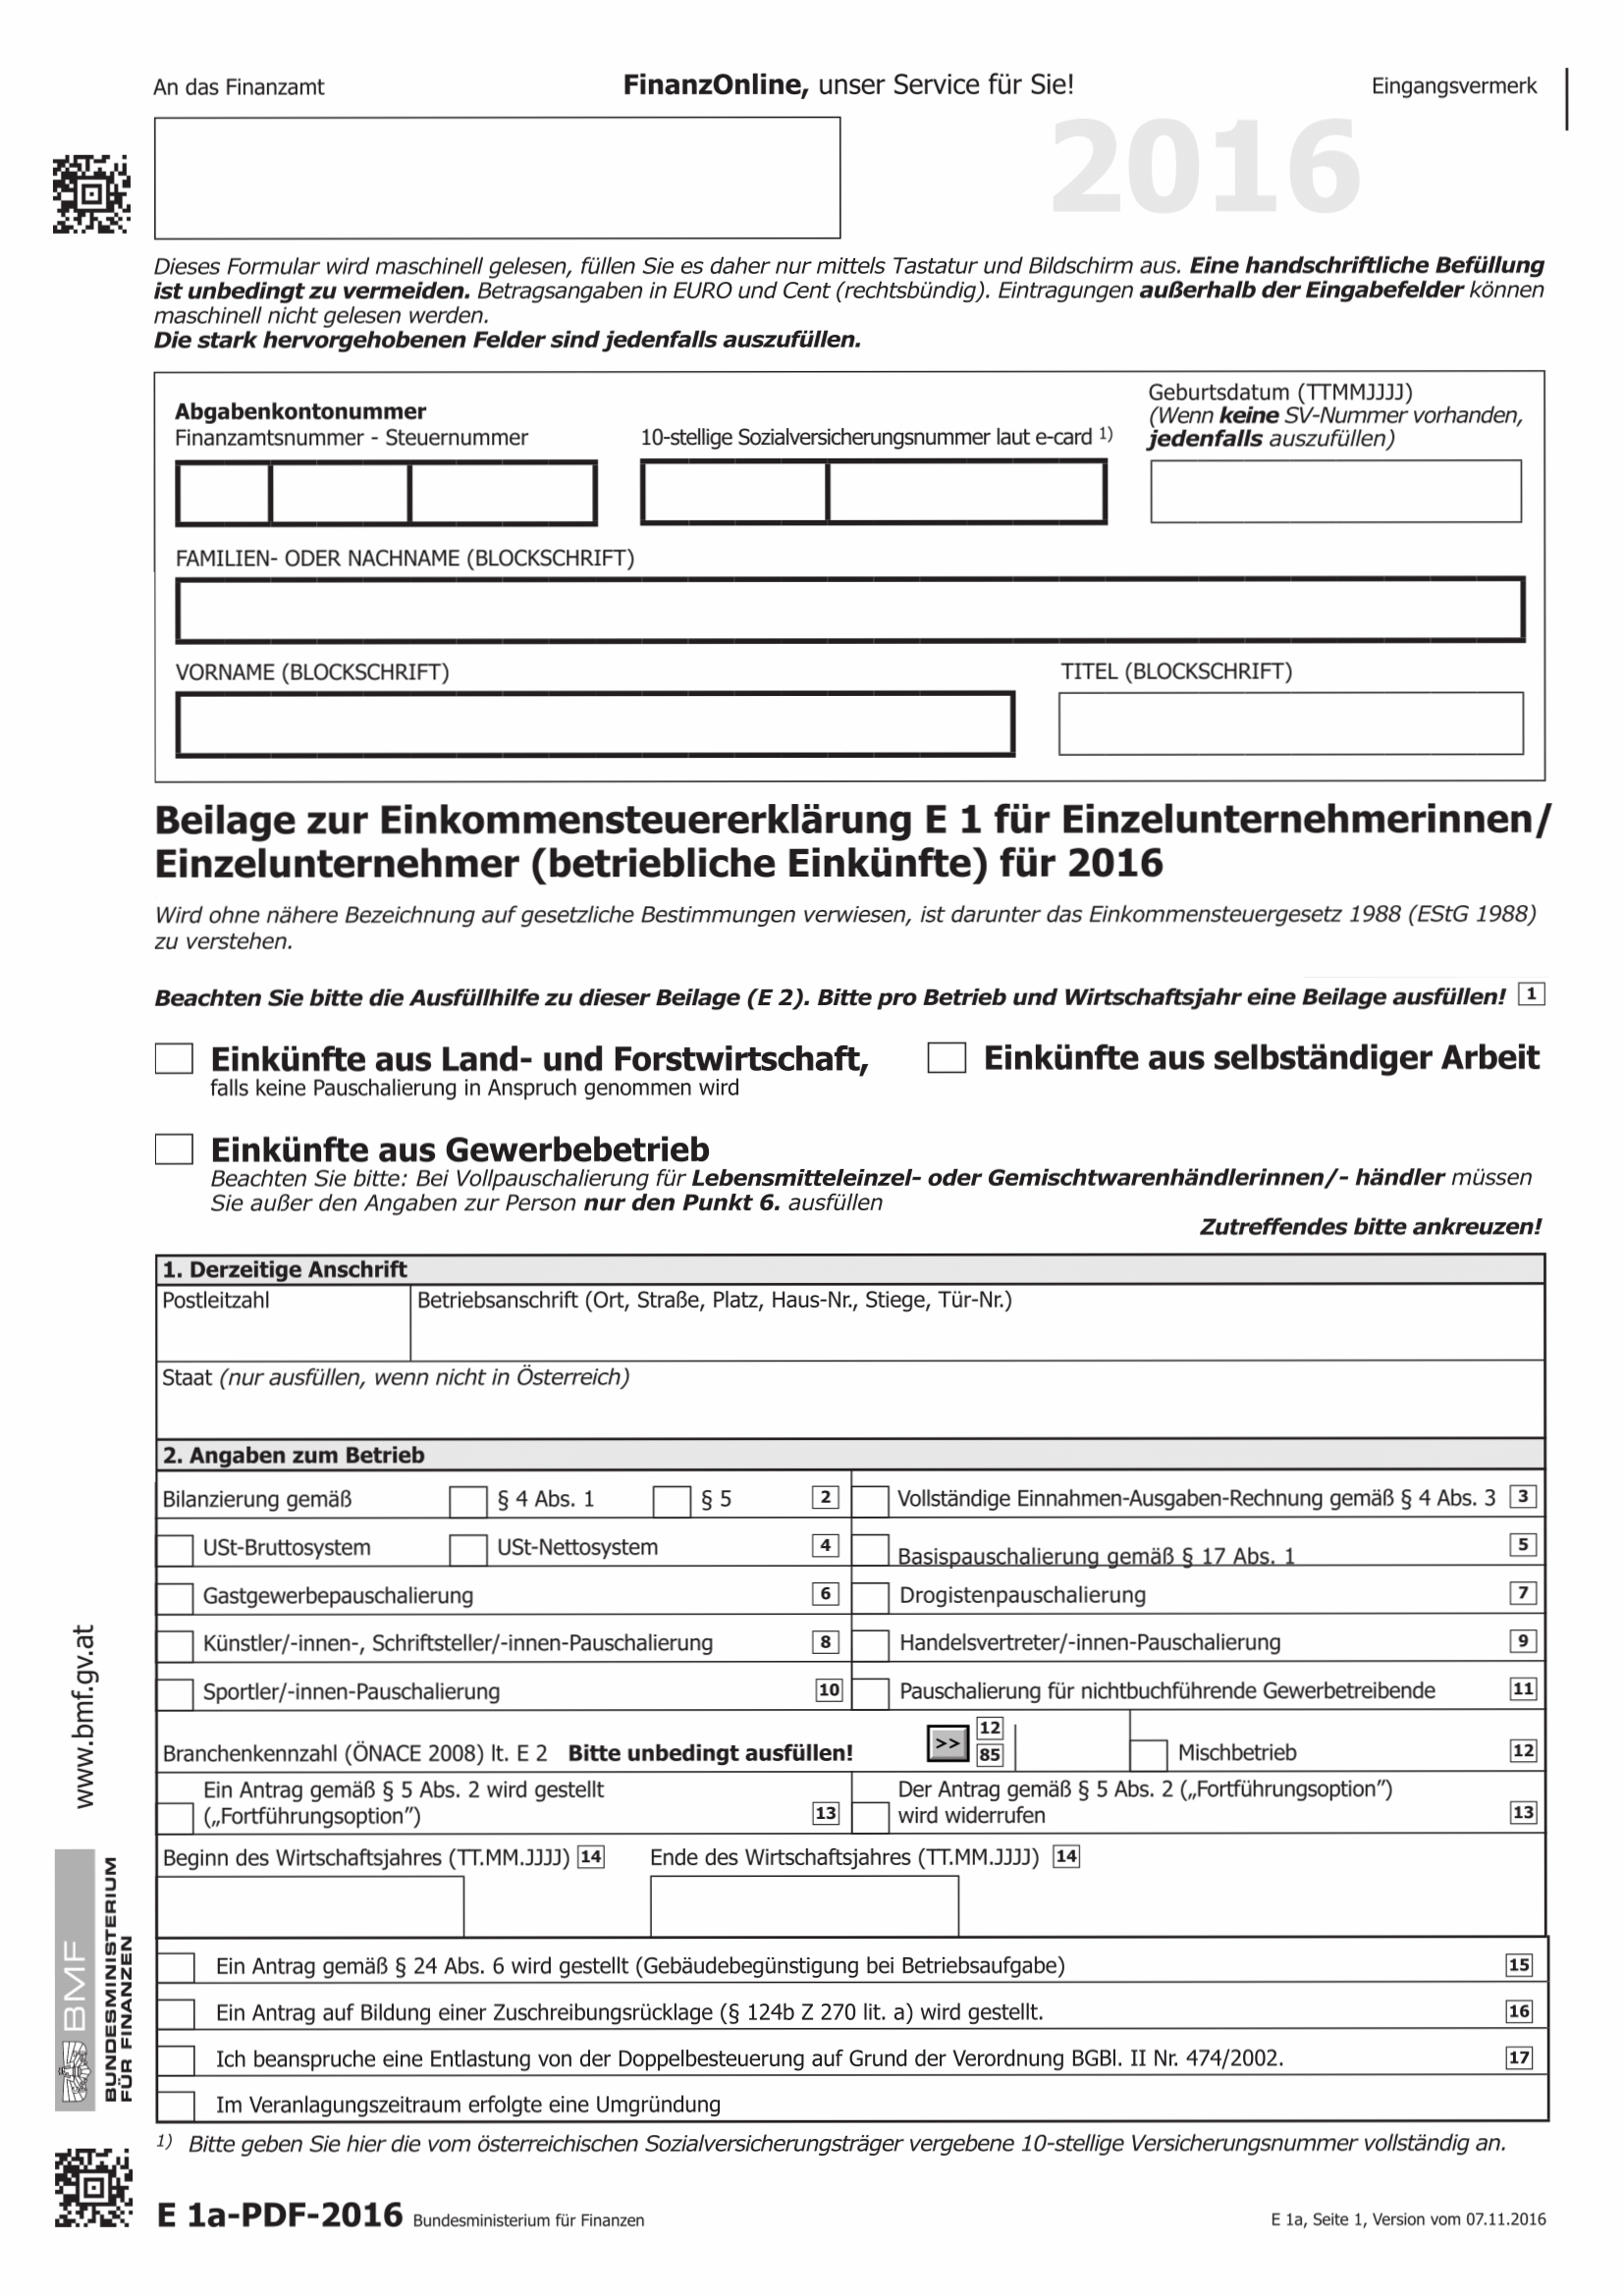 An das Finanzamt
FinanzOnline, unser Service für Sie!
Eingangsvermerk
2016
Dieses Formular wird maschinell gelesen, füllen Sie es daher nur mittels Tastatur und Bildschirm aus. Eine handschriftliche Befüllung
ist unbedingt zu vermeiden. Betragsangaben in EURO und Cent (rechtsbündig). Eintragungen außerhalb der Eingabefelder können
maschinell nicht gelesen werden.
Die stark hervorgehobenen Felder sind jedenfalls auszufüllen.
Abgabenkontonummer
Finanzamtsnummer - Steuernummer
10-stellige Sozialversicherungsnummer laut e-card 1)
Geburtsdatum (TTMMJJJJ)
(Wenn keine SV-Nummer vorhanden,
jedenfalls auszufüllen)
FAMILIEN- ODER NACHNAME (BLOCKSCHRIFT)
VORNAME (BLOCKSCHRIFT)
TITEL (BLOCKSCHRIFT)
Beilage zur Einkommensteuererklärung E 1 für Einzelunternehmerinnen/
Einzelunternehmer (betriebliche Einkünfte) für 2016
Wird ohne nähere Bezeichnung auf gesetzliche Bestimmungen verwiesen, ist darunter das Einkommensteuergesetz 1988 (EStG 1988)
zu verstehen.
Beachten Sie bitte die Ausfüllhilfe zu dieser Beilage (E 2). Bitte pro Betrieb und Wirtschaftsjahr eine Beilage ausfüllen! 1
Einkünfte aus Land- und Forstwirtschaft,
falls keine Pauschalierung in Anspruch genommen wird
Einkünfte aus selbständiger Arbeit
Einkünfte aus Gewerbebetrieb
Beachten Sie bitte: Bei Vollpauschalierung für Lebensmitteleinzel- oder Gemischtwarenhändlerinnen/- händler müssen
Sie außer den Angaben zur Person nur den Punkt 6. ausfüllen
Zutreffendes bitte ankreuzen!
1. Derzeitige Anschrift
Postleitzahl
Betriebsanschrift (Ort, Straße, Platz, Haus-Nr., Stiege, Tür-Nr.)
Staat (nur ausfüllen, wenn nicht in Österreich)
2. Angaben zum Betrieb
Bilanzierung gemäß § 4 Abs. 1 § 5 2
Vollständige Einnahmen-Ausgaben-Rechnung gemäß § 4 Abs. 3 3
USt-Bruttosystem USt-Nettosystem 4
Basispauschalierung gemäß § 17 Abs. 1 5
Gastgewerbepauschalierung 6
Drogistenpauschalierung 7
Künstler/-innen-, Schriftsteller/-innen-Pauschalierung 8
Handelsvertreter/-innen-Pauschalierung 9
Sportler/-innen-Pauschalierung 10
Pauschalierung für nichtbuchführende Gewerbetreibende 11
Branchenkennzahl (ÖNACE 2008) lt. E 2 Bitte unbedingt ausfüllen! >> 12
85
Mischbetrieb 12
Ein Antrag gemäß § 5 Abs. 2 wird gestellt
(„Fortführungsoption") 13
Der Antrag gemäß § 5 Abs. 2 („Fortführungsoption")
wird widerrufen 13
Beginn des Wirtschaftsjahres (TT.MM.JJJJ) 14
Ende des Wirtschaftsjahres (TT.MM.JJJJ) 14
Ein Antrag gemäß § 24 Abs. 6 wird gestellt (Gebäudebegünstigung bei Betriebsaufgabe) 15
Ein Antrag auf Bildung einer Zuschreibungsrücklage (§ 124b Z 270 lit. a) wird gestellt. 16
Ich beanspruche eine Entlastung von der Doppelbesteuerung auf Grund der Verordnung BGBl. II Nr. 474/2002. 17
Im Veranlagungszeitraum erfolgte eine Umgründung
1) Bitte geben Sie hier die vom österreichischen Sozialversicherungsträger vergebene 10-stellige Versicherungsnummer vollständig an.
www.bmf.gv.at
BMF
BUNDESMINISTERIUM
FÜR FINANZEN
E 1a-PDF-2016 Bundesministerium für Finanzen
E 1a, Seite 1, Version vom 07.11.2016